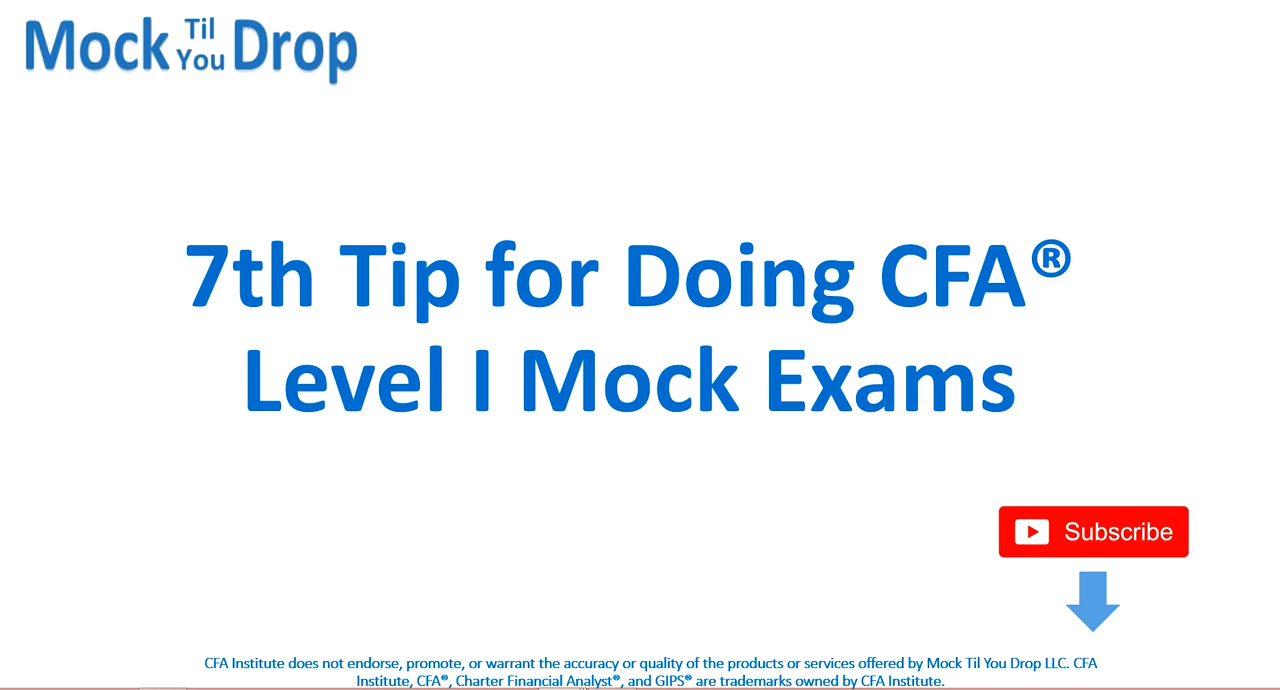 Mock Til You Drop
7th Tip for Doing CFA®
Level I Mock Exams
Subscribe
CFA Institute does not endorse, promote, or warrant the accuracy or quality of the products or services offered by Mock Til You Drop LLC. CFA
Institute, CFA®, Charter Financial Analyst®, and GIPS® are trademarks owned by CFA Institute.